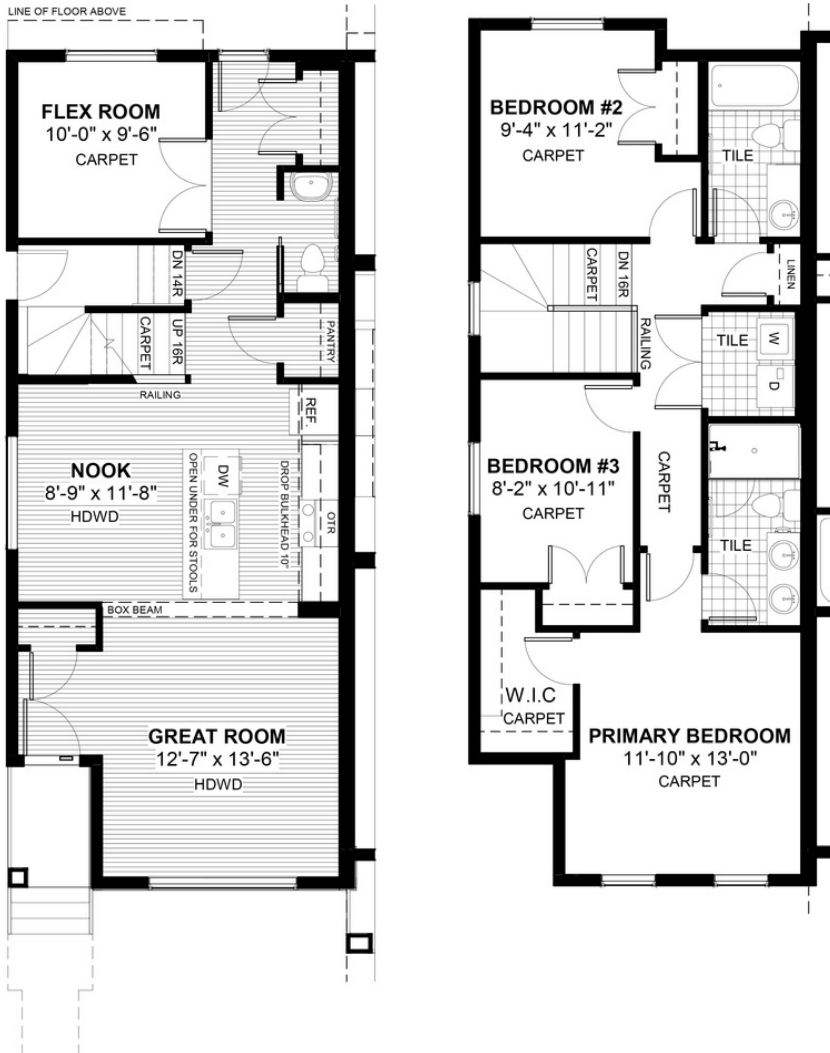 LINE OF FLOOR ABOVE
FLEX ROOM
10'-0" x 9'-6"
CARPET
DN 14R
UP 16R
CARPET
PANTRY
RAILING
REF.
NOOK
8'-9" x 11'-8"
HDWD
OPEN UNDER FOR STOOLS
DW
DROP BULKHEAD 10"
OTR
BOX BEAM
GREAT ROOM
12'-7" x 13'-6"
HDWD
BEDROOM #2
9'-4" x 11'-2"
CARPET
TILE
CARPET
DN 16R
LINEN
RAILING
TILE
W
D
BEDROOM #3
8'-2" x 10'-11"
CARPET
CARPET
TILE
W.I.C
CARPET
PRIMARY BEDROOM
11'-10" x 13'-0"
CARPET